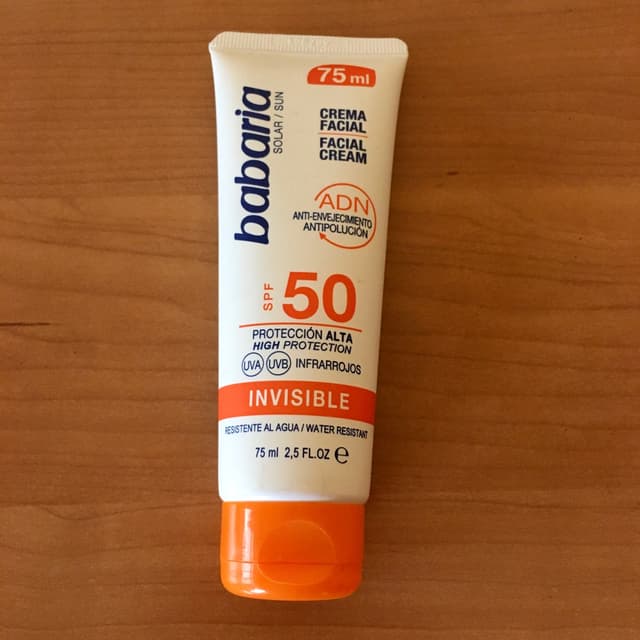 75 ml
babaria
SOLAR / SUN
CREMA
FACIAL
FACIAL
CREAM
ADN
ANTI-ENVEJECIMIENTO
ANTIPOLUCIÓN
SPF 50
PROTECCIÓN ALTA
HIGH PROTECTION
UVA UVB INFRARROJOS
INVISIBLE
RESISTENTE AL AGUA / WATER RESISTANT
75 ml 2,5 FL.OZ ℮